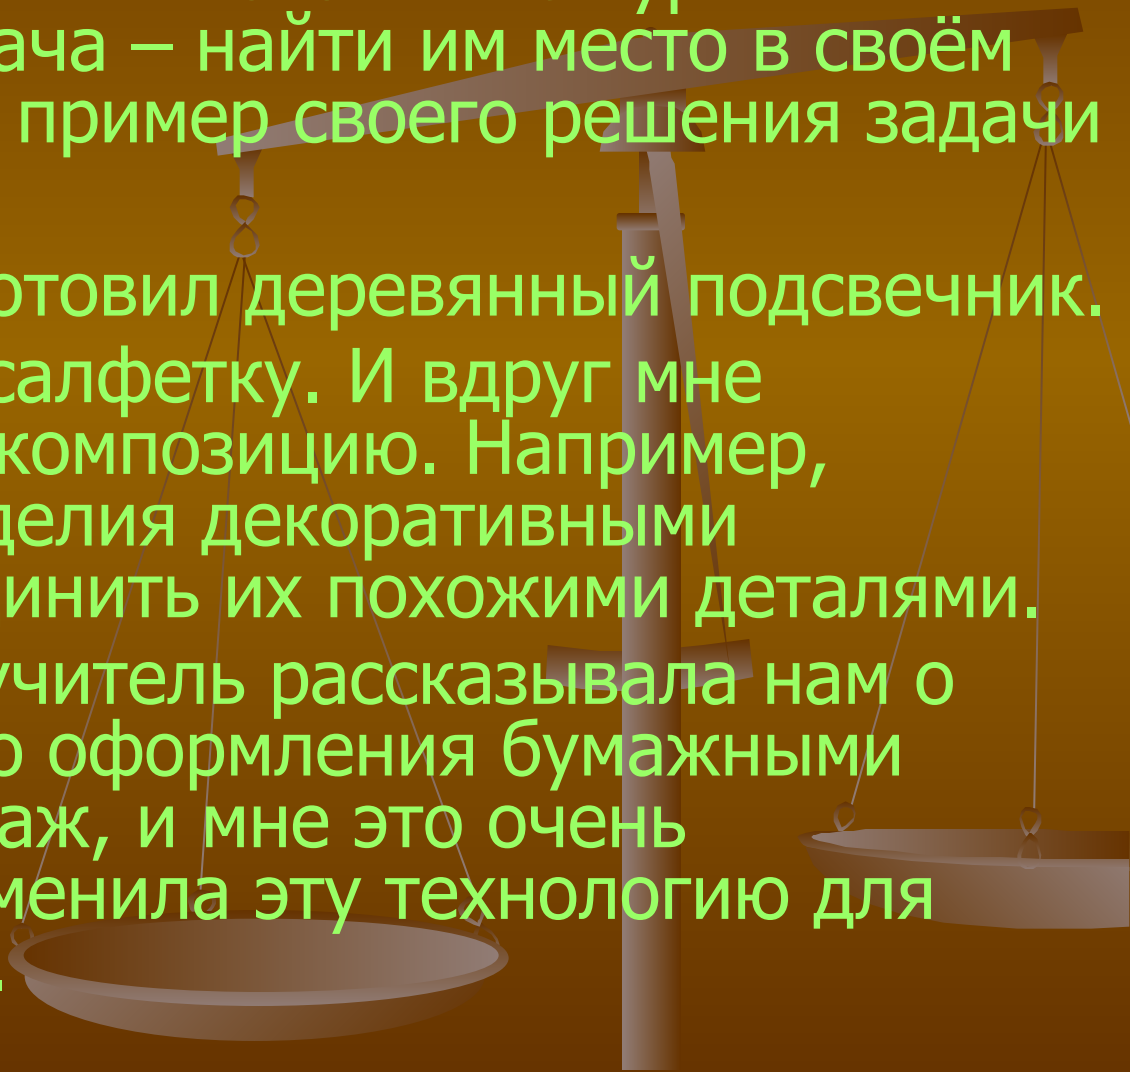 ача – найти им место в своём
пример своего решения задачи
отовил деревянный подсвечник.
салфетку. И вдруг мне
композицию. Например,
делия декоративными
инить их похожими деталями.
учитель рассказывала нам о
о оформления бумажными
аж, и мне это очень
менила эту технологию для
.